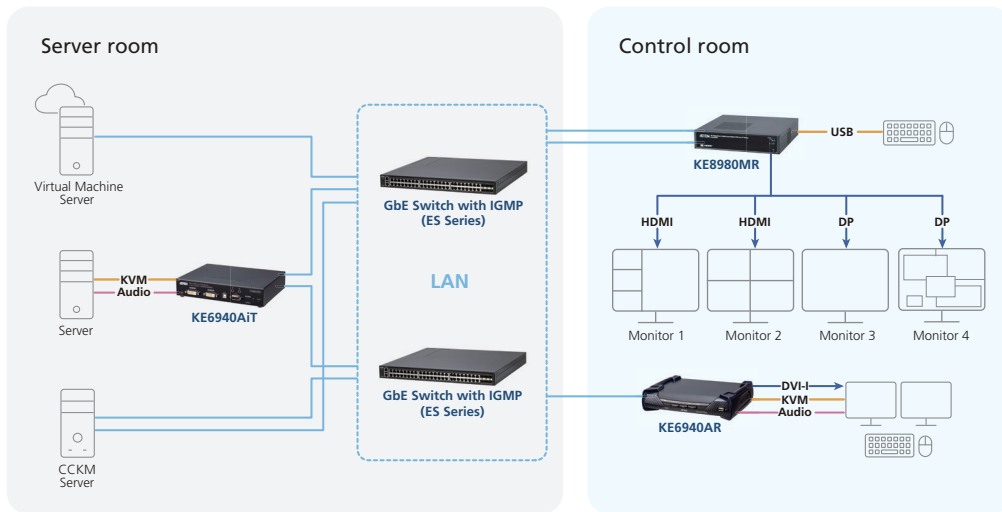 Server room
Control room
Virtual Machine
Server
GbE Switch with IGMP
(ES Series)
KE8980MR
USB
HDMI
HDMI
DP
DP
KVM
Audio
Server
KE6940AiT
LAN
Monitor 1
Monitor 2
Monitor 3
Monitor 4
GbE Switch with IGMP
(ES Series)
KE6940AR
DVI-I
KVM
Audio
CCKM
Server